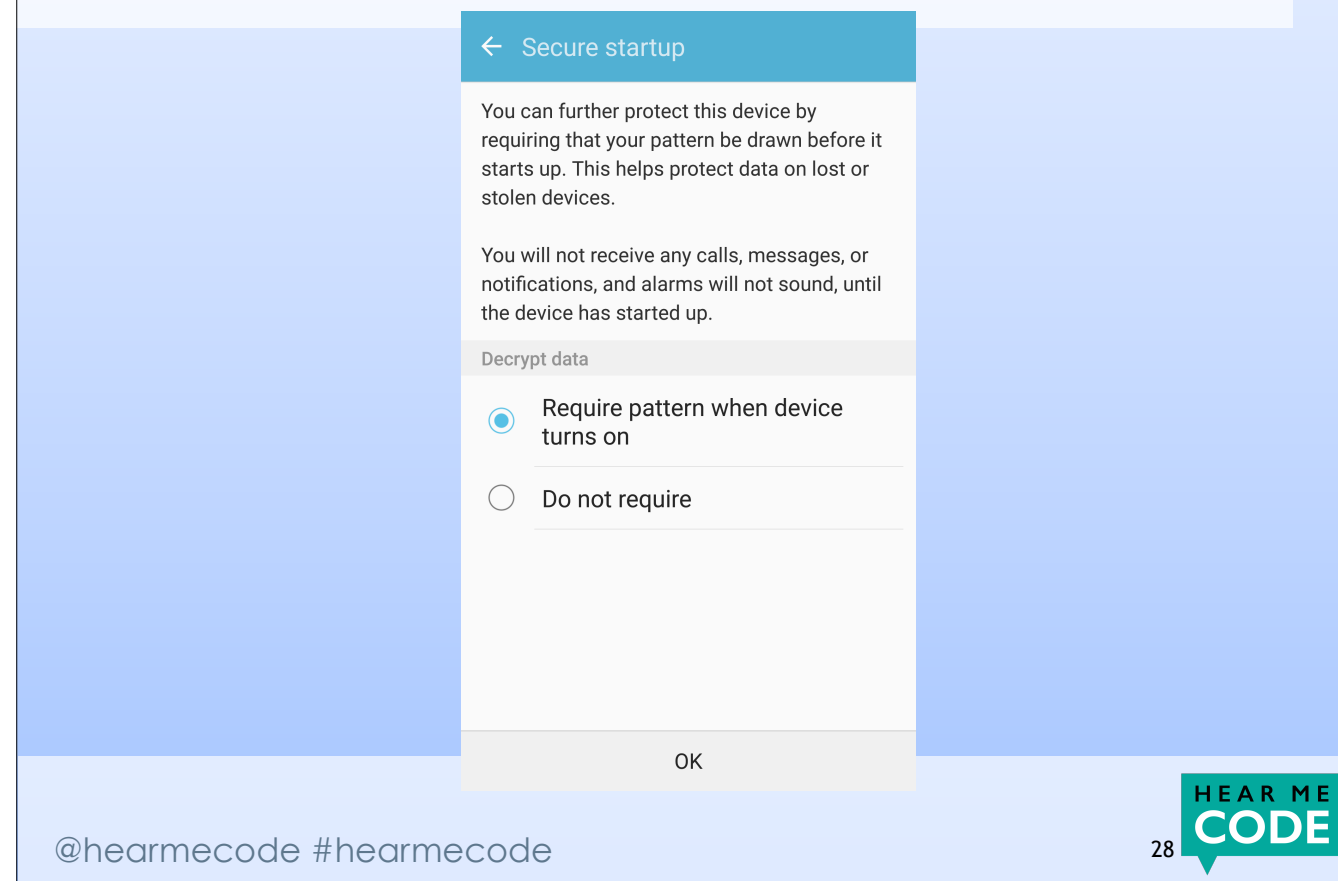 Secure startup
You can further protect this device by
requiring that your pattern be drawn before it
starts up. This helps protect data on lost or
stolen devices.
You will not receive any calls, messages, or
notifications, and alarms will not sound, until
the device has started up.
Decrypt data
Require pattern when device
turns on
Do not require
OK
@hearmecode #hearmecode
28
HEAR ME
CODE